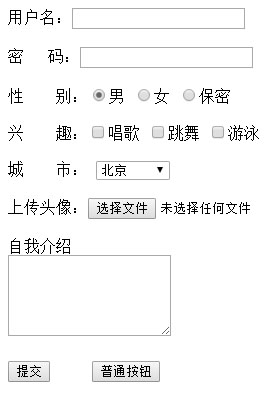 用户名：
密 码：
性 别： 男 女 保密
兴 趣： 唱歌 跳舞 游泳
城 市： 北京
上传头像： 选择文件 未选择任何文件
自我介绍
提交 普通按钮